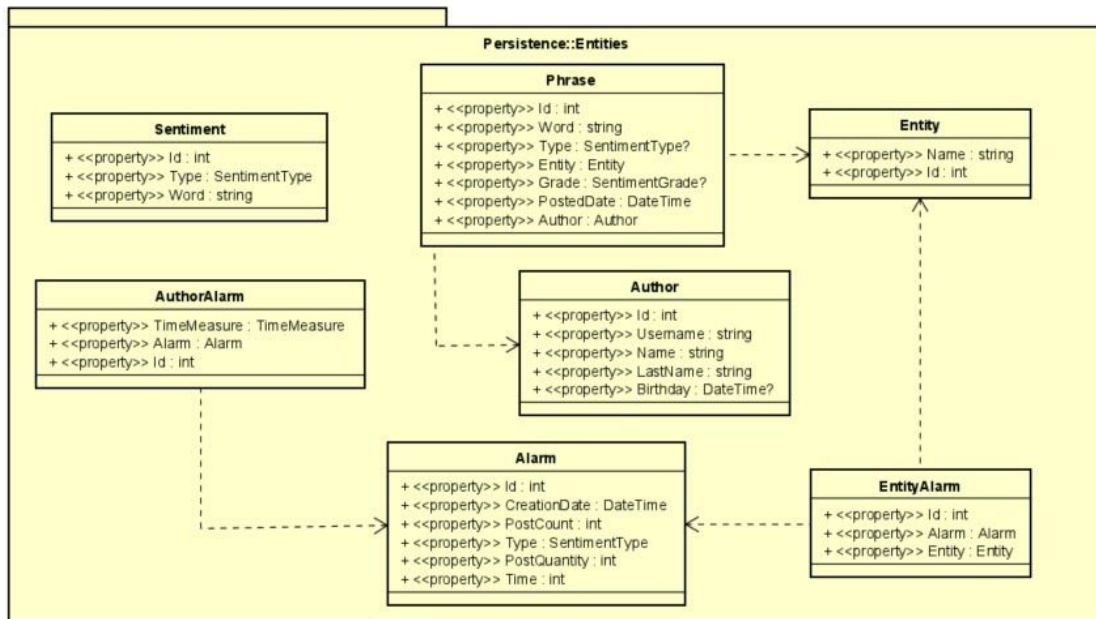 Persistence::Entities
Phrase
+ <<property>> Id : int
+ <<property>> Word : string
+ <<property>> Type : SentimentType?
+ <<property>> Entity : Entity
+ <<property>> Grade : SentimentGrade?
+ <<property>> PostedDate : DateTime
+ <<property>> Author : Author
Sentiment
+ <<property>> Id : int
+ <<property>> Type : SentimentType
+ <<property>> Word : string
Entity
+ <<property>> Name : string
+ <<property>> Id : int
AuthorAlarm
+ <<property>> TimeMeasure : TimeMeasure
+ <<property>> Alarm : Alarm
+ <<property>> Id : int
Author
+ <<property>> Id : int
+ <<property>> Username : string
+ <<property>> Name : string
+ <<property>> LastName : string
+ <<property>> Birthday : DateTime?
Alarm
+ <<property>> Id : int
+ <<property>> CreationDate : DateTime
+ <<property>> PostCount : int
+ <<property>> Type : SentimentType
+ <<property>> PostQuantity : int
+ <<property>> Time : int
EntityAlarm
+ <<property>> Id : int
+ <<property>> Alarm : Alarm
+ <<property>> Entity : Entity